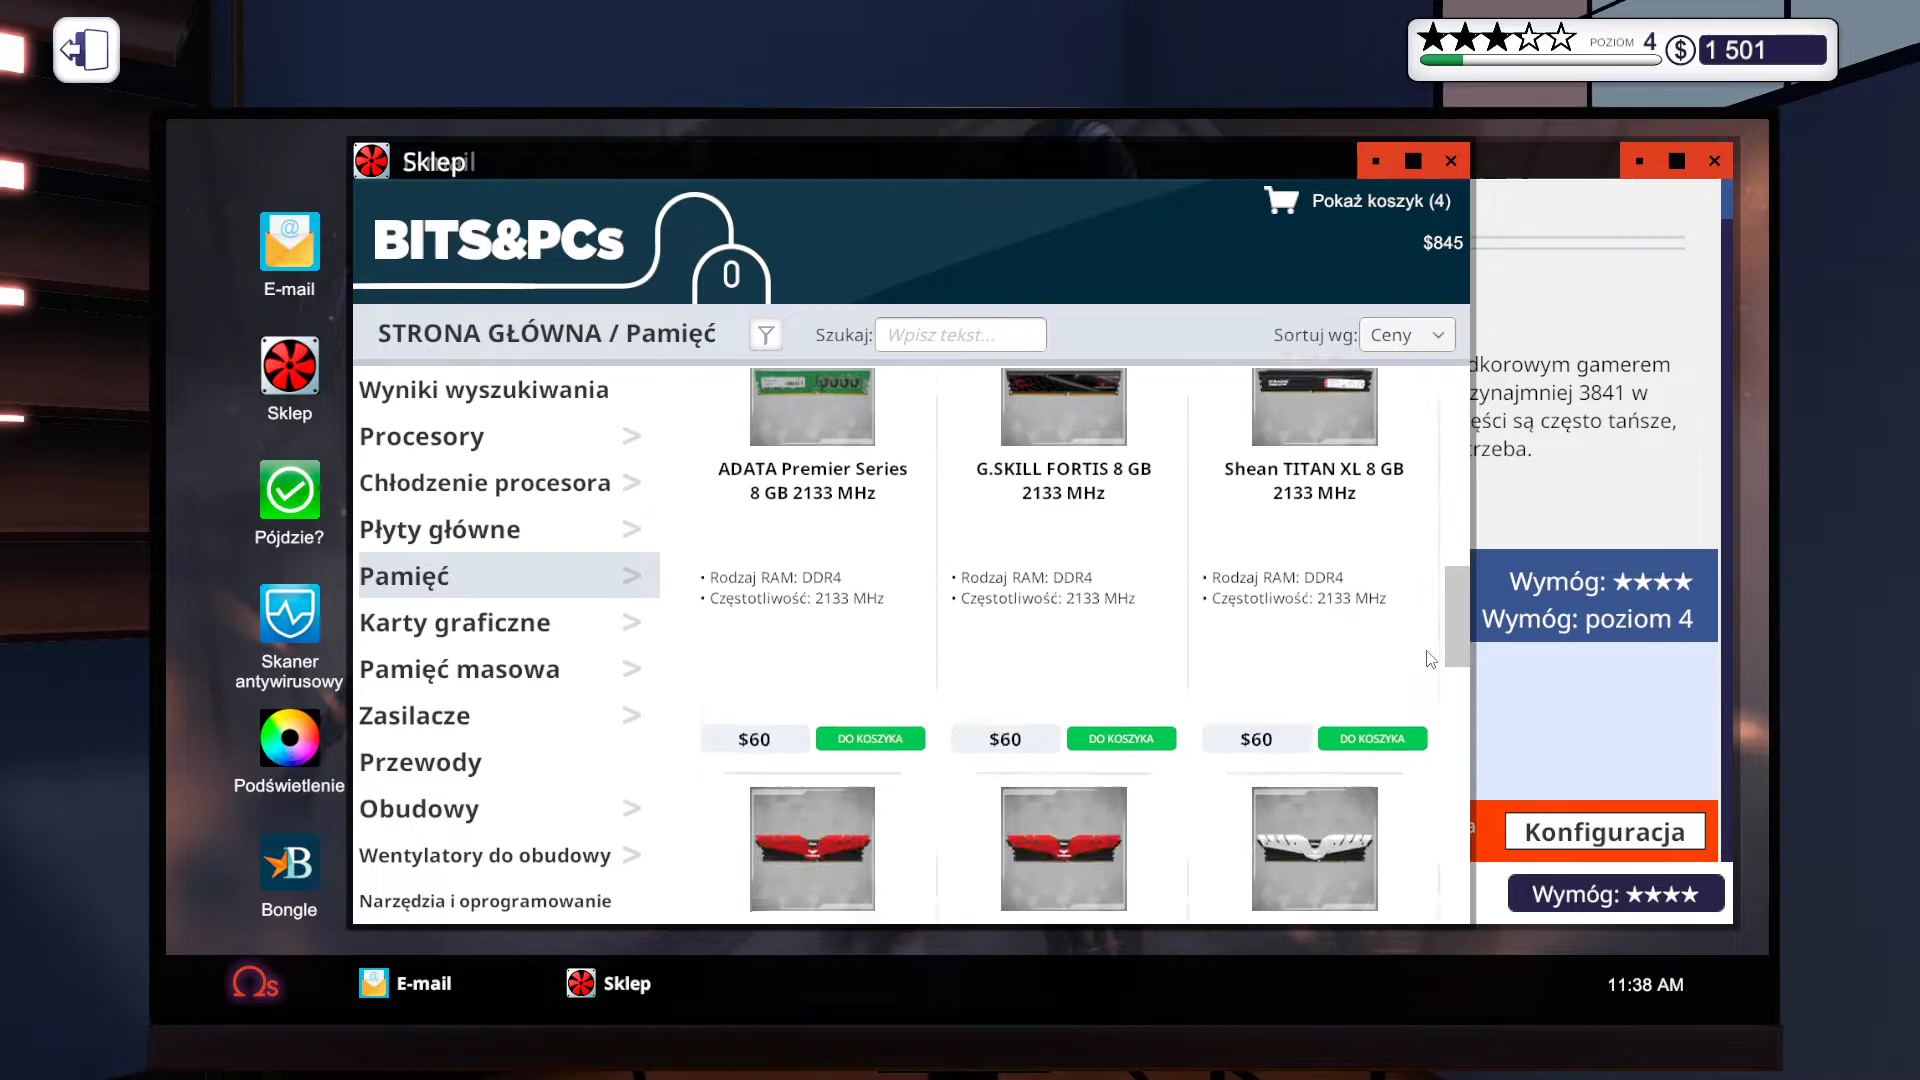 POZIOM 4
$ 1 501
Sklep
Pokaż koszyk (4)
$845
BITS&PCs
STRONA GŁÓWNA / Pamięć
Szukaj:
Wpisz tekst...
Sortuj wg:
Ceny
Wyniki wyszukiwania
Procesory
Chłodzenie procesora
Płyty główne
Pamięć
Karty graficzne
Pamięć masowa
Zasilacze
Przewody
Obudowy
Wentylatory do obudowy
Narzędzia i oprogramowanie
ADATA Premier Series
8 GB 2133 MHz
• Rodzaj RAM: DDR4
• Częstotliwość: 2133 MHz
$60
DO KOSZYKA
G.SKILL FORTIS 8 GB
2133 MHz
• Rodzaj RAM: DDR4
• Częstotliwość: 2133 MHz
$60
DO KOSZYKA
Shean TITAN XL 8 GB
2133 MHz
• Rodzaj RAM: DDR4
• Częstotliwość: 2133 MHz
$60
DO KOSZYKA
dkorowym gamerem
zynajmniej 3841 w
ęści są często tańsze,
rzeba.
Wymóg: ★★★★
Wymóg: poziom 4
Konfiguracja
Wymóg: ★★★★
E-mail
Sklep
Pójdzie?
Skaner
antywirusowy
Podświetlenie
B
Bongle
Ωs
E-mail
Sklep
11:38 AM